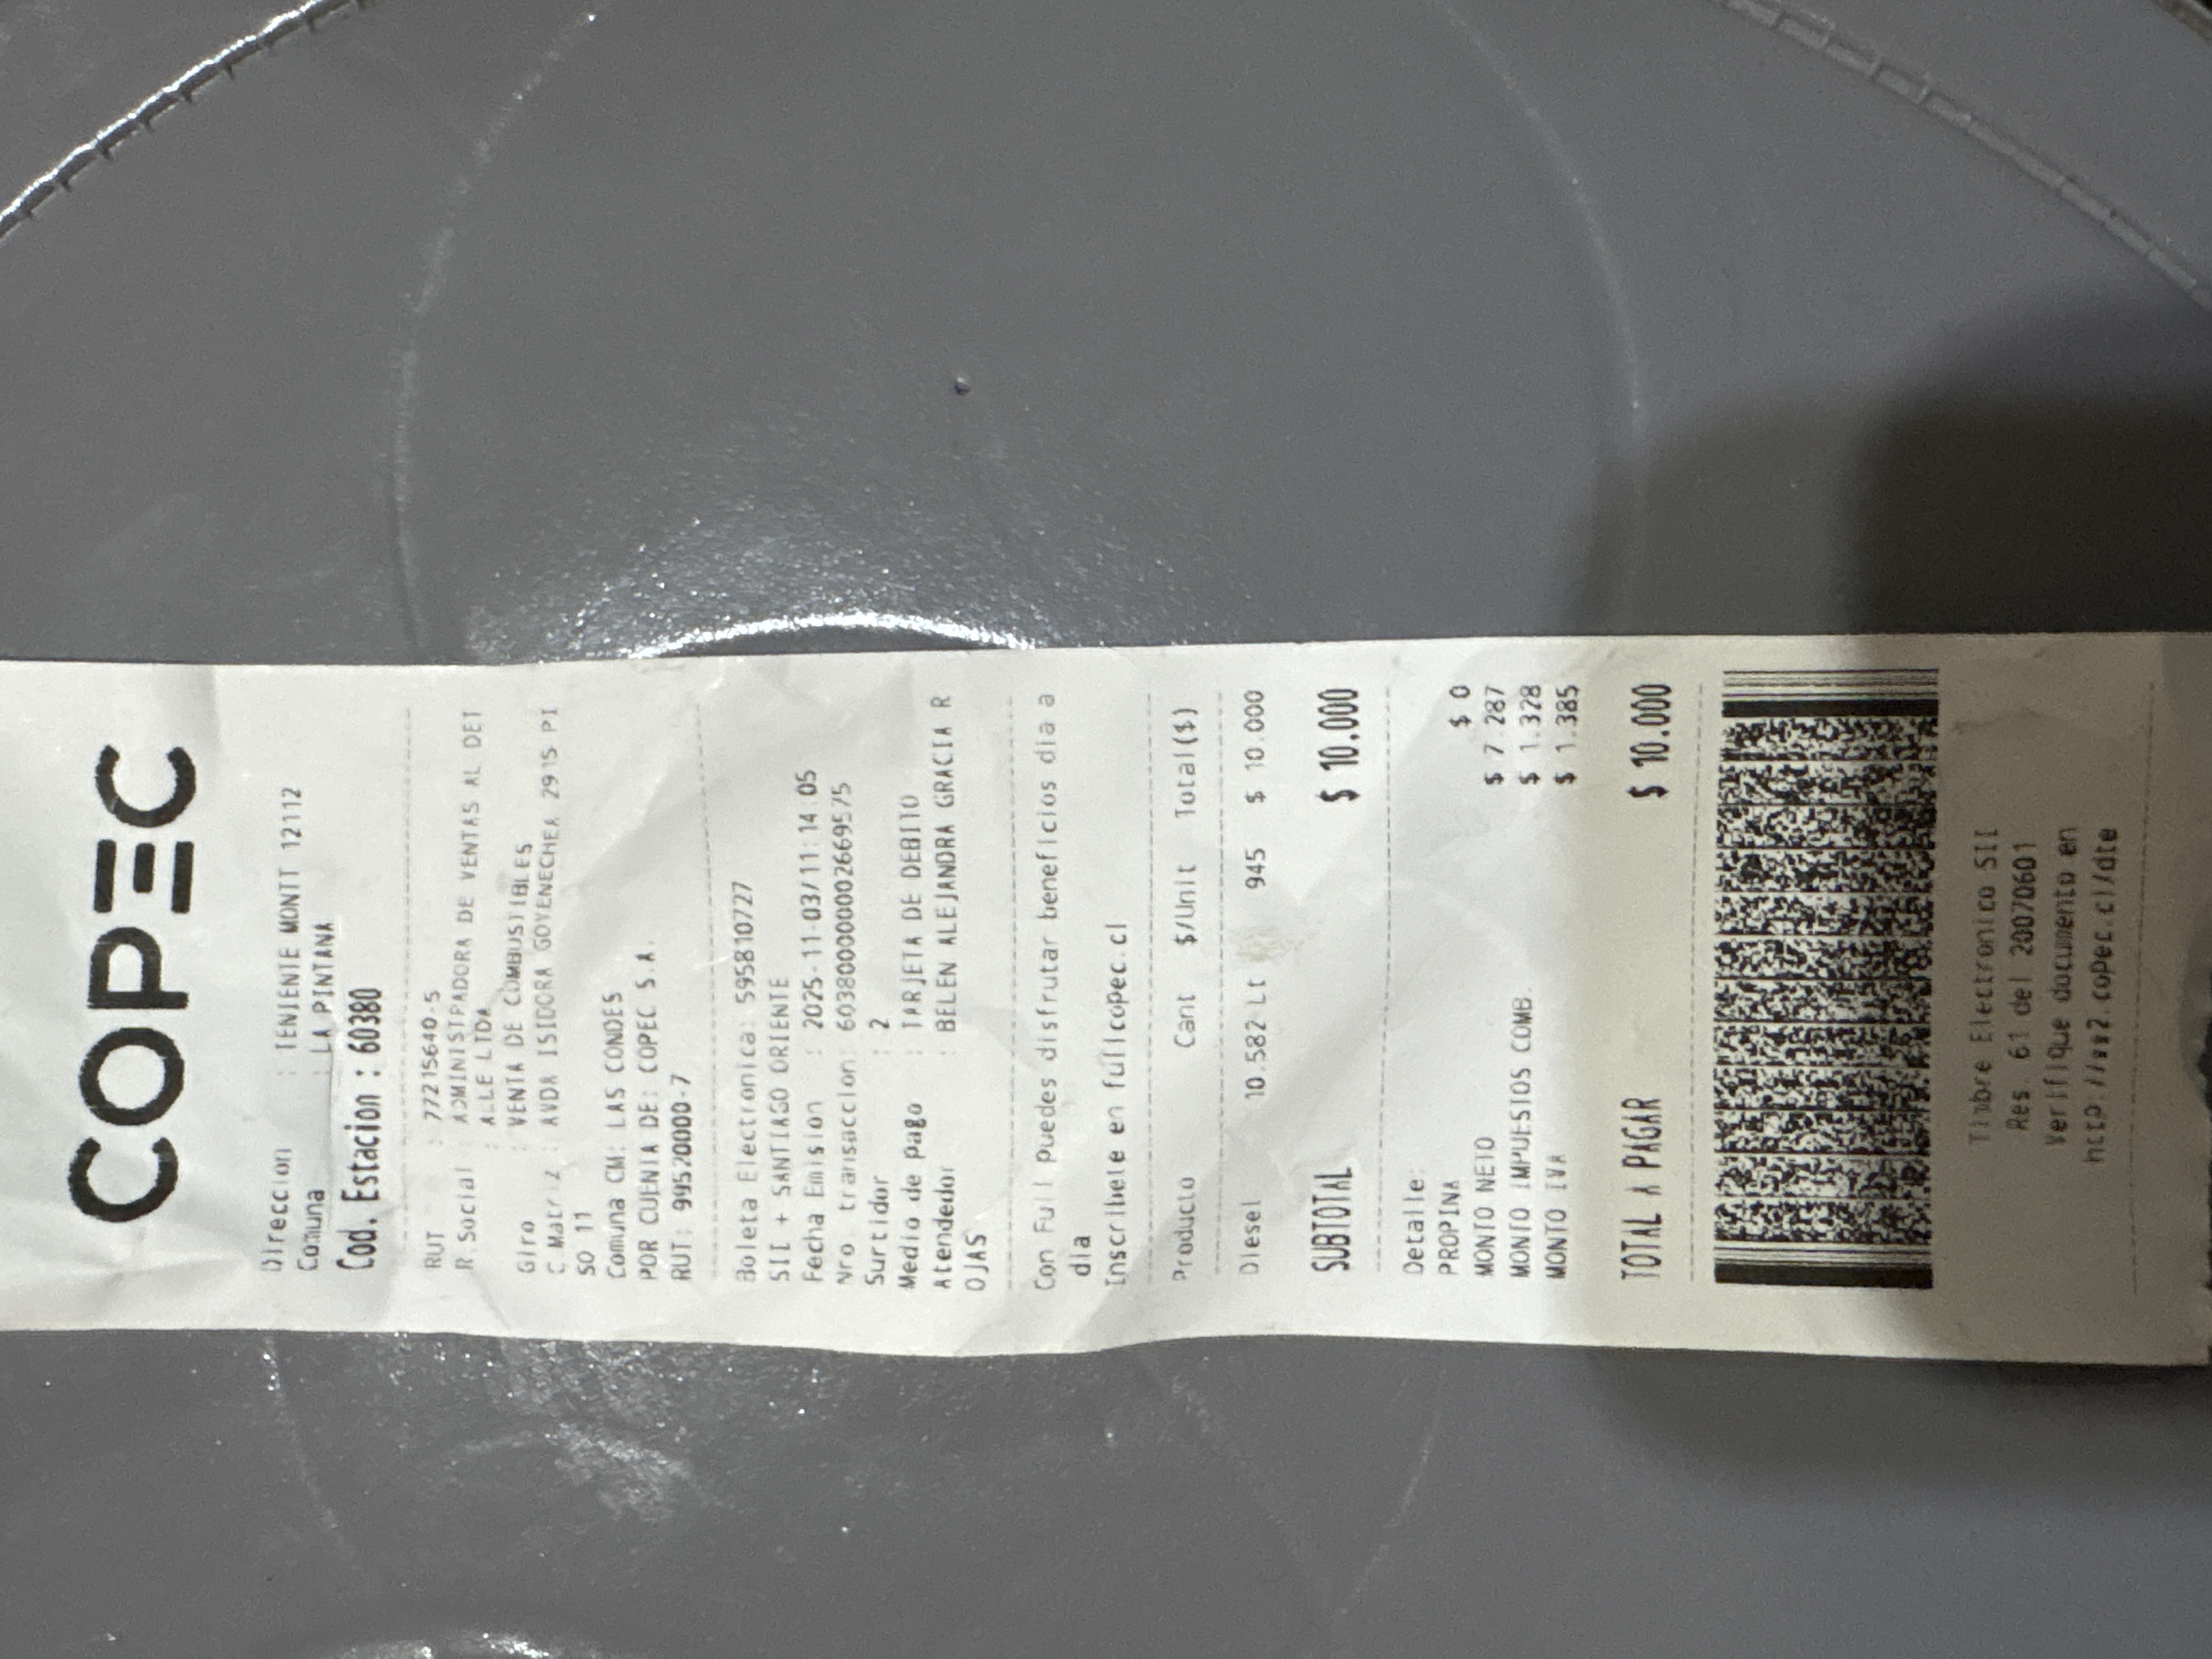 COPEC
Direccion : TENIENTE MONTT 12112
Comuna : LA PINTANA
Cod. Estacion : 60380
RUT : 77215640-5
R.Social : ADMINISTRADORA DE VENTAS AL DET
: ALLE LTDA
Giro : VENTA DE COMBUSTIBLES
C.Matriz : AVDA ISIDORA GOYENECHEA 2915 PI
SO 11
Comuna CM: LAS CONDES
POR CUENTA DE: COPEC S.A.
RUT: 99520000-7
Boleta Electronica: 595810727
SII + SANTIAGO ORIENTE
Fecha Emision : 2025-11-03/11:14:05
Nro. transaccion:
Surtidor : 2
Medio de pago : TARJETA DE DEBITO
Atendedor : BELEN ALEJANDRA GRACIA R
OJAS
Con Full puedes disfrutar beneficios dia a
dia
Inscribete en fullcopec.cl
Producto Cant $/Unit Total($)
Diesel 10.582 Lt 945 $ 10.000
SUBTOTAL $ 10.000
Detalle:
PROPINA $ 0
MONTO NETO $ 7.287
MONTO IMPUESTOS COMB. $ 1.328
MONTO IVA $ 1.385
TOTAL A PAGAR $ 10.000
Timbre Electronico SII
Res. 61 del 20070601
Verifique documento en
http://www2.copec.cl/dte